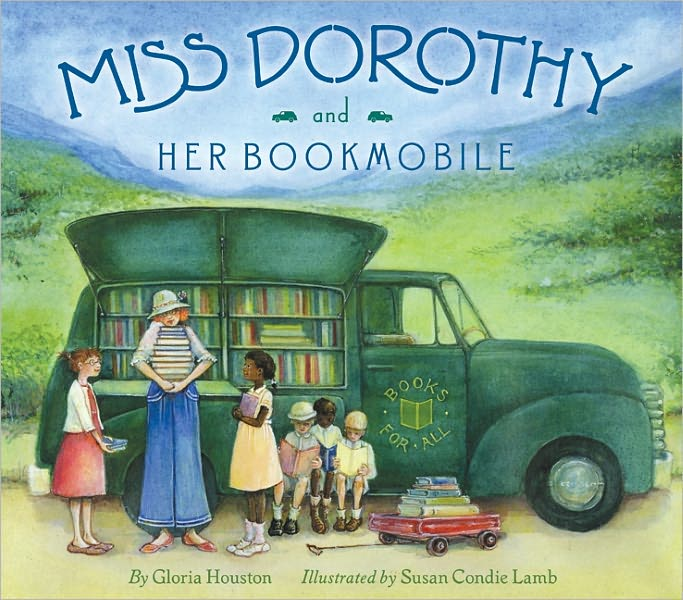 MISS DOROTHY
and
HER BOOKMOBILE
BOOKS
FOR · ALL
By Gloria Houston Illustrated by Susan Condie Lamb